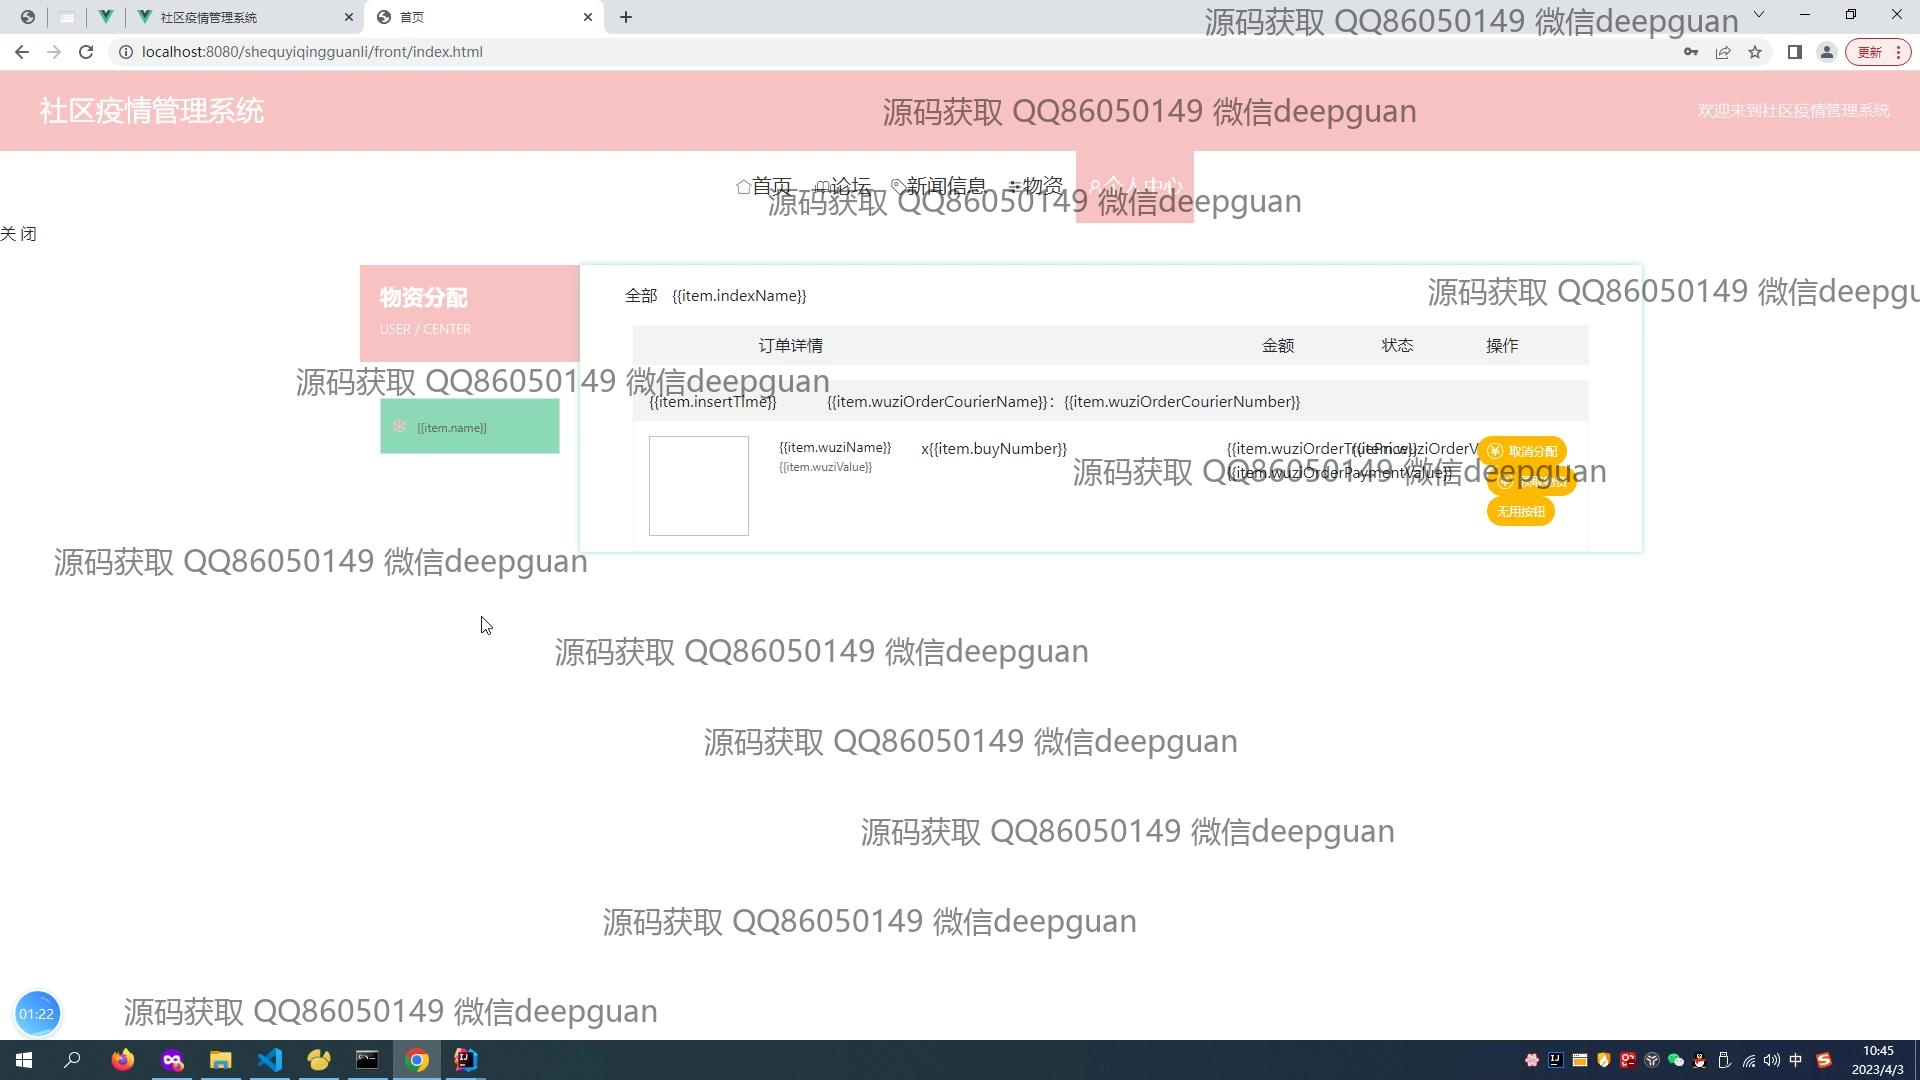 社区疫情管理系统
首页
源码获取 QQ86050149 微信deepguan
localhost:8080/shequyiqingguanli/front/index.html
更新
社区疫情管理系统
源码获取 QQ86050149 微信deepguan
欢迎来到社区疫情管理系统
首页 论坛 新闻信息 物资 个人中心
源码获取 QQ86050149 微信deepguan
关 闭
物资分配
USER / CENTER
全部 {{item.indexName}}
源码获取 QQ86050149 微信deepgu
订单详情 金额 状态 操作
源码获取 QQ86050149 微信deepguan
{{item.insertTime}} {{item.wuziOrderCourierName}}：{{item.wuziOrderCourierNumber}}
{{item.name}}
{{item.wuziName}} x{{item.buyNumber}}
{{item.wuziValue}}
取消分配
{{item.wuziOrderPaymentValue}}
源码获取 QQ86050149 微信deepguan
无用按钮
源码获取 QQ86050149 微信deepguan
源码获取 QQ86050149 微信deepguan
源码获取 QQ86050149 微信deepguan
源码获取 QQ86050149 微信deepguan
源码获取 QQ86050149 微信deepguan
01:22
源码获取 QQ86050149 微信deepguan
中
10:45
2023/4/3